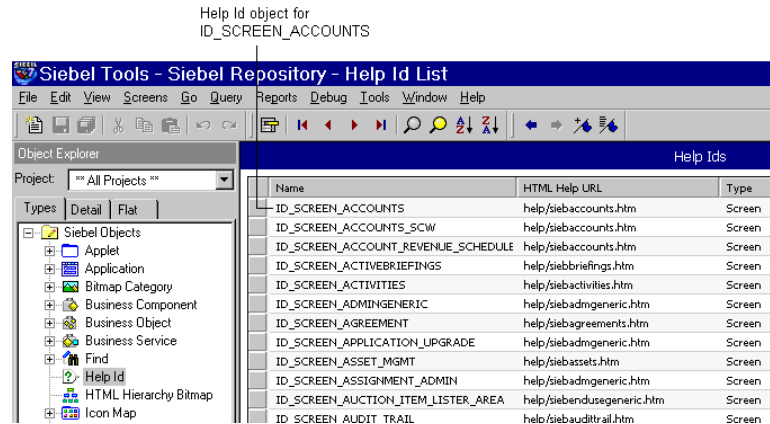 Help Id object for
ID_SCREEN_ACCOUNTS
Siebel Tools - Siebel Repository - Help Id List
File Edit View Screens Go Query Reports Debug Tools Window Help
Object Explorer
Help Ids
Project: ** All Projects **
Types Detail Flat
Name HTML Help URL Type
ID_SCREEN_ACCOUNTS help/siebaccounts.htm Screen
ID_SCREEN_ACCOUNTS_SCW help/siebaccounts.htm Screen
ID_SCREEN_ACCOUNT_REVENUE_SCHEDULE help/siebaccounts.htm Screen
ID_SCREEN_ACTIVEBRIEFINGS help/siebbriefings.htm Screen
ID_SCREEN_ACTIVITIES help/siebactivities.htm Screen
ID_SCREEN_ADMINGENERIC help/siebadmgeneric.htm Screen
ID_SCREEN_AGREEMENT help/siebagreements.htm Screen
ID_SCREEN_APPLICATION_UPGRADE help/siebadmgeneric.htm Screen
ID_SCREEN_ASSET_MGMT help/siebassets.htm Screen
ID_SCREEN_ASSIGNMENT_ADMIN help/siebadmgeneric.htm Screen
ID_SCREEN_AUCTION_ITEM_LISTER_AREA help/siebendusegeneric.htm Screen
ID_SCREEN_AUDIT_TRAIL help/siebaudittrail.htm Screen
Siebel Objects
Applet
Application
Bitmap Category
Business Component
Business Object
Business Service
Find
Help Id
HTML Hierarchy Bitmap
Icon Map